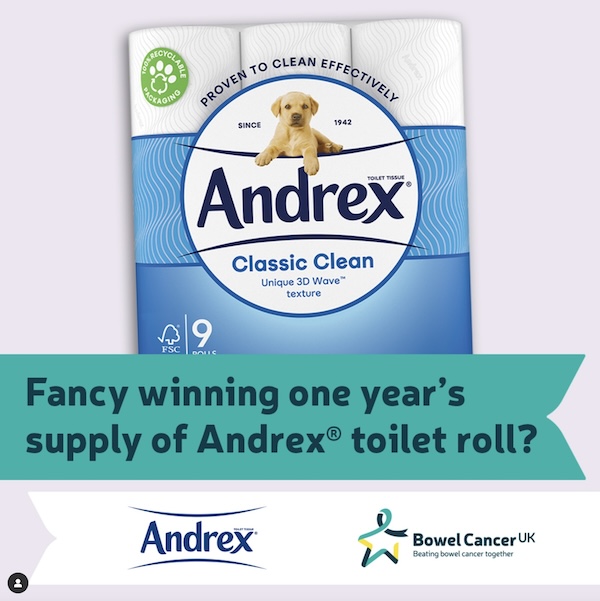 100% RECYCLABLE
PACKAGING
PROVEN TO CLEAN EFFECTIVELY
SINCE 1942
TOILET TISSUE
Andrex®
Classic Clean
Unique 3D Wave™
texture
FSC
9
ROLLS
Fancy winning one year's
supply of Andrex® toilet roll?
TOILET TISSUE
Andrex®
Bowel Cancer UK
Beating bowel cancer together